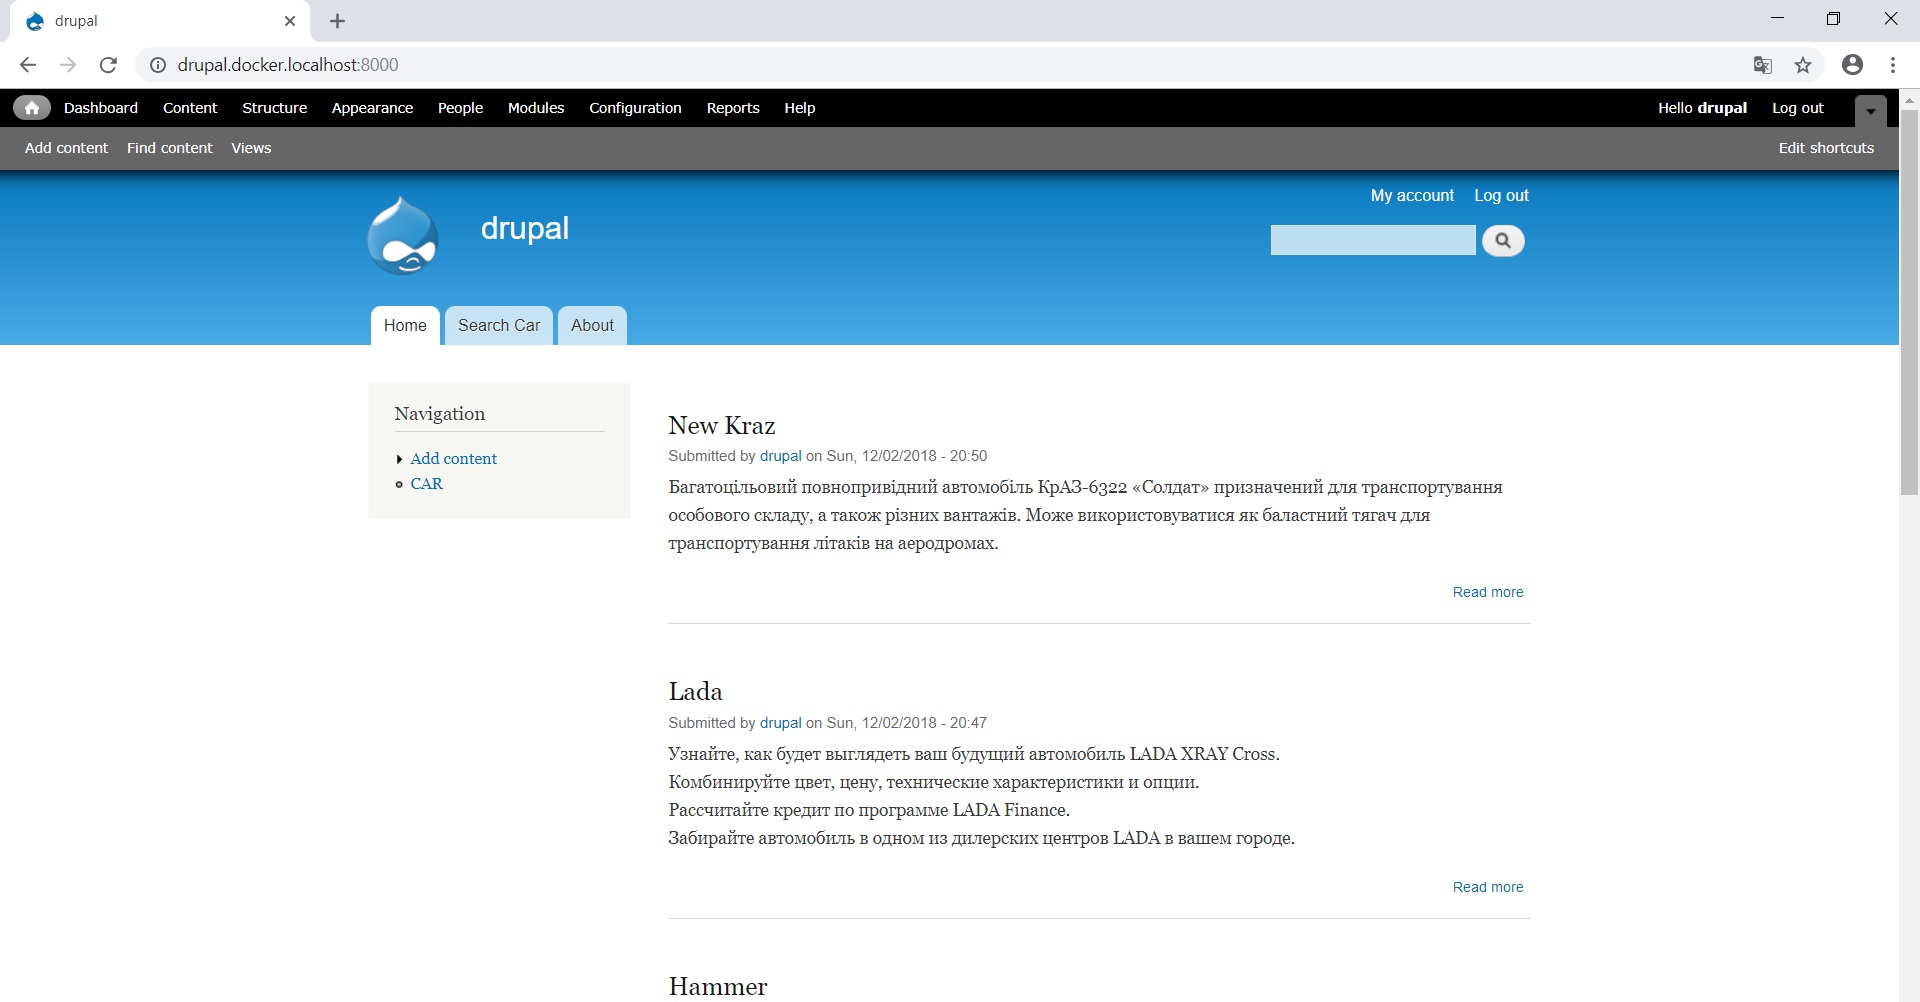 drupal
drupal.docker.localhost:8000
Dashboard Content Structure Appearance People Modules Configuration Reports Help Hello drupal Log out
Add content Find content Views Edit shortcuts
My account Log out
drupal
Home Search Car About
Navigation
Add content
CAR
New Kraz
Submitted by drupal on Sun, 12/02/2018 - 20:50
Багатоцільовий повнопривідний автомобіль КрАЗ-6322 «Солдат» призначений для транспортування
особового складу, а також різних вантажів. Може використовуватися як баластний тягач для
транспортування літаків на аеродромах.
Read more
Lada
Submitted by drupal on Sun, 12/02/2018 - 20:47
Узнайте, как будет выглядеть ваш будущий автомобиль LADA XRAY Cross.
Комбинируйте цвет, цену, технические характеристики и опции.
Рассчитайте кредит по программе LADA Finance.
Забирайте автомобиль в одном из дилерских центров LADA в вашем городе.
Read more
Hammer